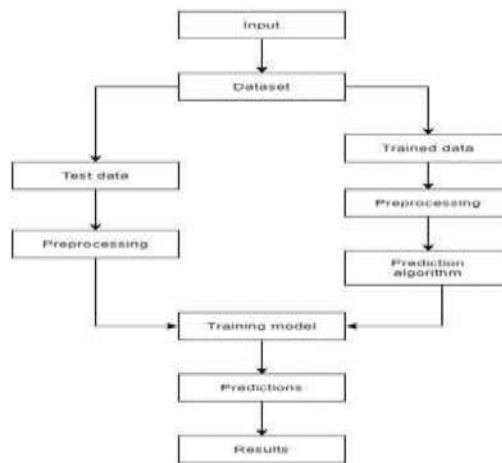 Input
Dataset
Trained data
Test data
Preprocessing
Preprocessing
Prediction
algorithm
Training model
Predictions
Results